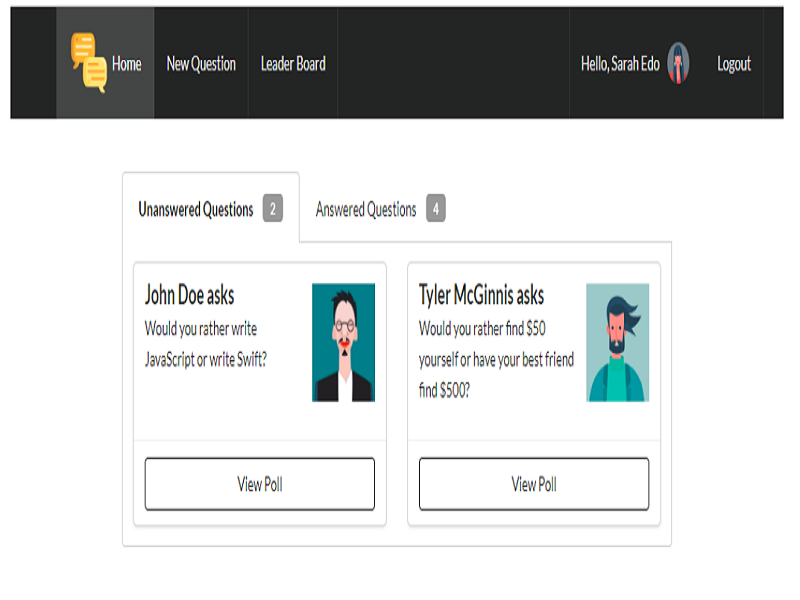 Home New Question Leader Board Hello, Sarah Edo Logout
Unanswered Questions 2 Answered Questions 4
John Doe asks
Would you rather write
JavaScript or write Swift?
View Poll
Tyler McGinnis asks
Would you rather find $50
yourself or have your best friend
find $500?
View Poll